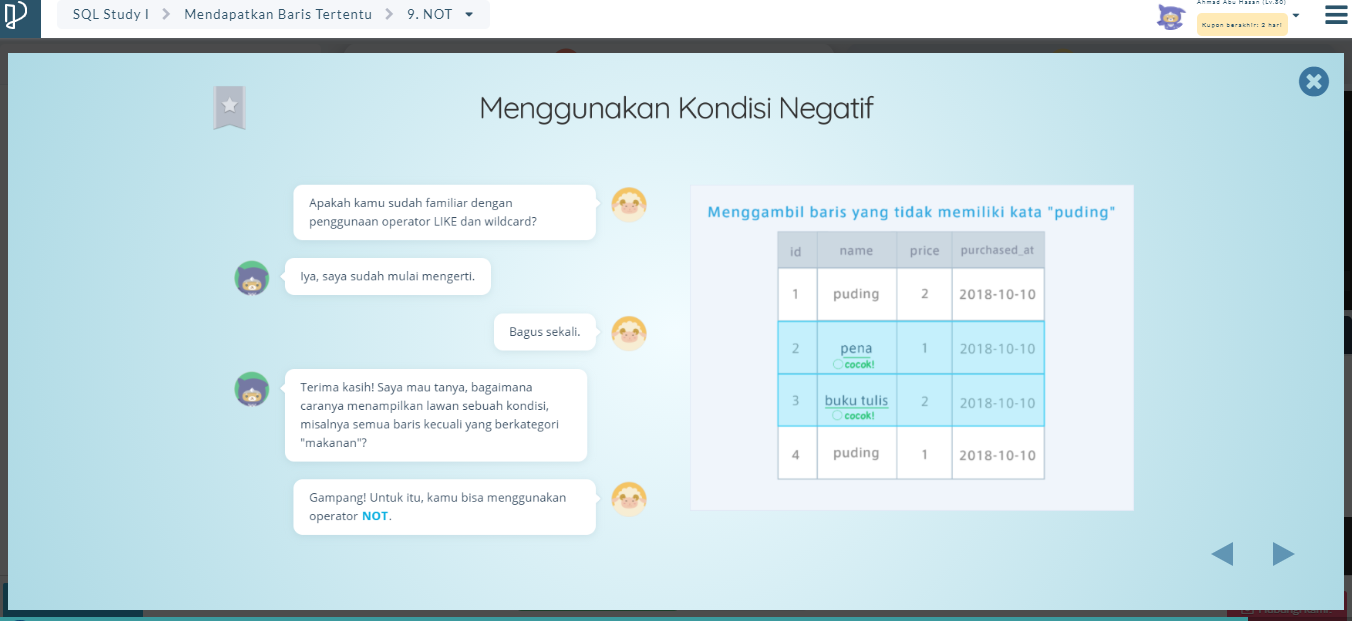 SQL Study I > Mendapatkan Baris Tertentu > 9. NOT
Ahmad Abu Hasan (Lv.30)
Kupon berakhir: 2 hari
Menggunakan Kondisi Negatif
Apakah kamu sudah familiar dengan
penggunaan operator LIKE dan wildcard?
Iya, saya sudah mulai mengerti.
Bagus sekali.
Terima kasih! Saya mau tanya, bagaimana
caranya menampilkan lawan sebuah kondisi,
misalnya semua baris kecuali yang berkategori
"makanan"?
Gampang! Untuk itu, kamu bisa menggunakan
operator NOT.
Menggambil baris yang tidak memiliki kata "puding"
id name price purchased_at
1 puding 2 2018-10-10
2 pena 1 2018-10-10
cocok!
3 buku tulis 2 2018-10-10
cocok!
4 puding 1 2018-10-10